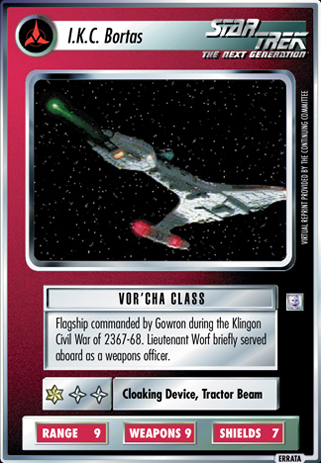 I.K.C. Bortas
STAR TREK
THE NEXT GENERATION
VIRTUAL REPRINT PROVIDED BY THE CONTINUING COMMITTEE
VOR'CHA CLASS
Flagship commanded by Gowron during the Klingon
Civil War of 2367-68. Lieutenant Worf briefly served
aboard as a weapons officer.
Cloaking Device, Tractor Beam
RANGE 9 WEAPONS 9 SHIELDS 7
ERRATA